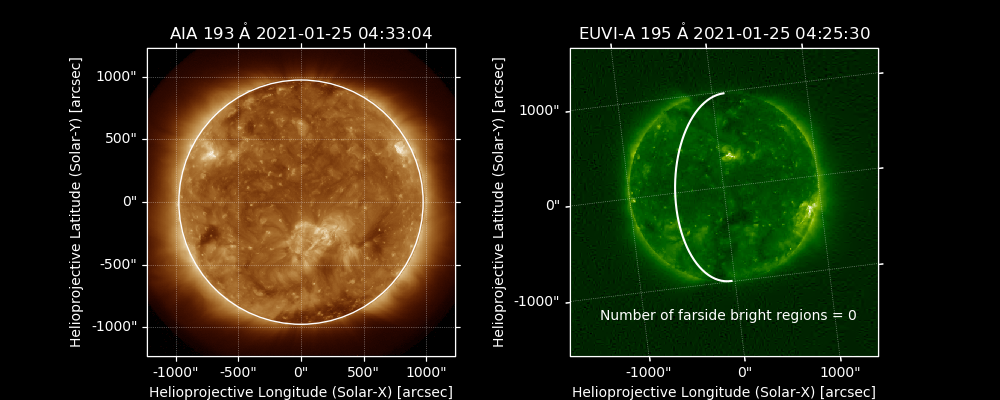 AIA 193 Å 2021-01-25 04:33:04
Helioprojective Latitude (Solar-Y) [arcsec]
1000"
500"
0"
-500"
-1000"
-1000" -500" 0" 500" 1000"
Helioprojective Longitude (Solar-X) [arcsec]
EUVI-A 195 Å 2021-01-25 04:25:30
Helioprojective Latitude (Solar-Y) [arcsec]
1000"
0"
-1000"
Number of farside bright regions = 0
-1000" 0" 1000"
Helioprojective Longitude (Solar-X) [arcsec]